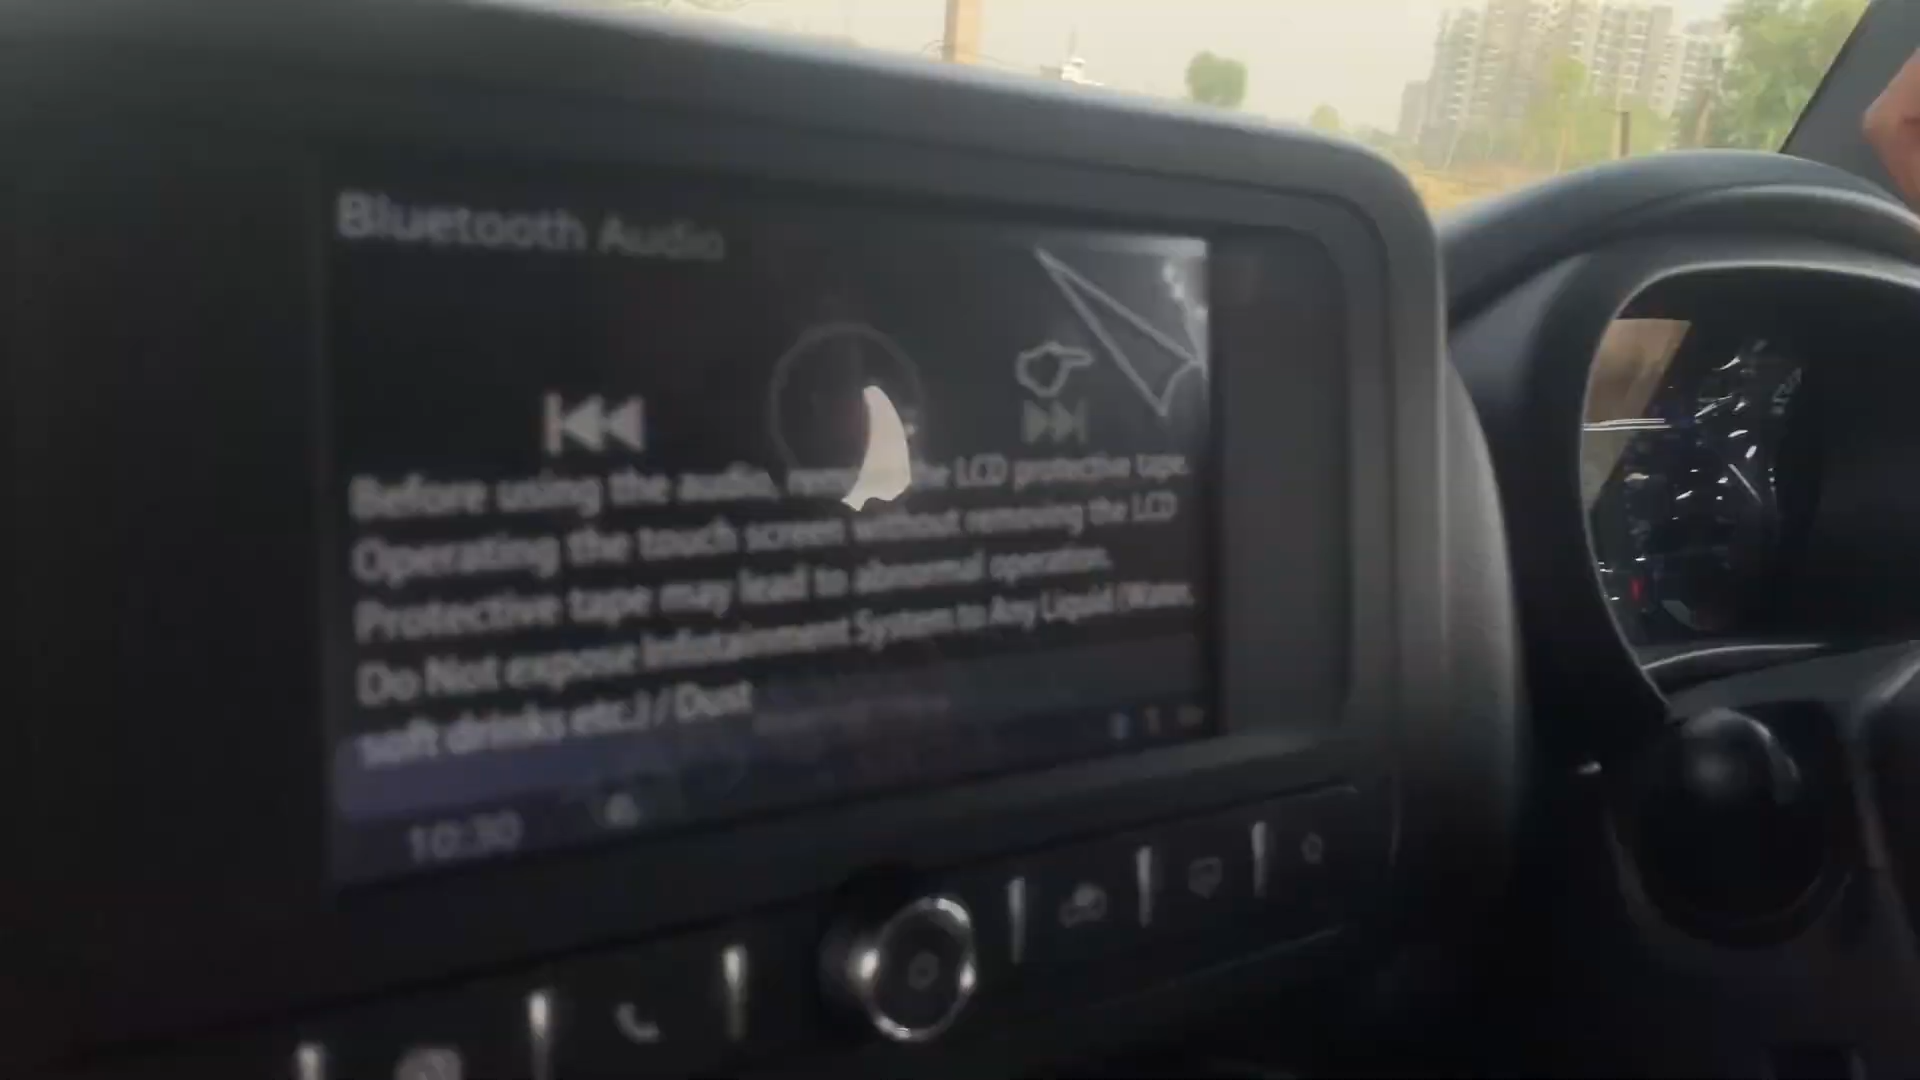 Bluetooth Audio
Before using the audio, remove the LCD protective tape.
Operating the touch screen without removing the LCD
Protective tape may lead to abnormal operation.
Do Not expose Infotainment System to Any Liquid (Water,
soft drinks etc.) / Dust
10:30